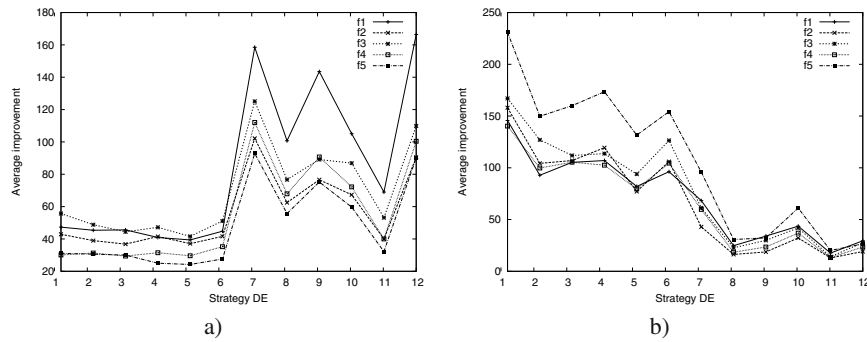 180
160
140
120
100
80
60
40
20
Average improvement
1 2 3 4 5 6 7 8 9 10 11 12
Strategy DE
f1
f2
f3
f4
f5
a)
250
200
150
100
50
0
Average improvement
1 2 3 4 5 6 7 8 9 10 11 12
Strategy DE
f1
f2
f3
f4
f5
b)